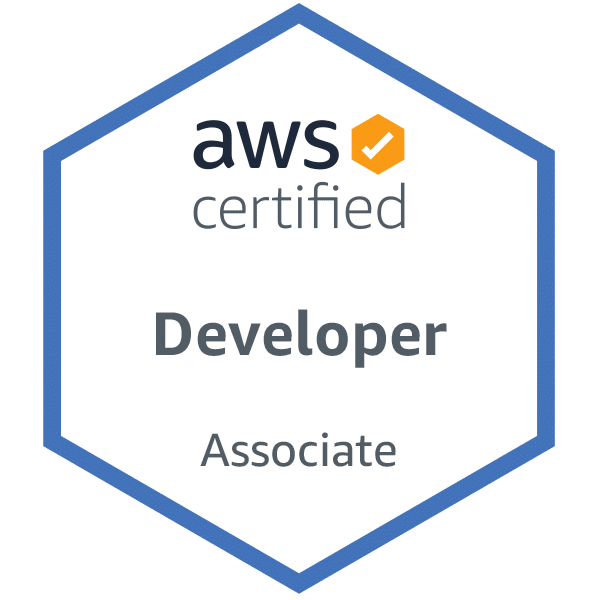 aws
certified
Developer
Associate